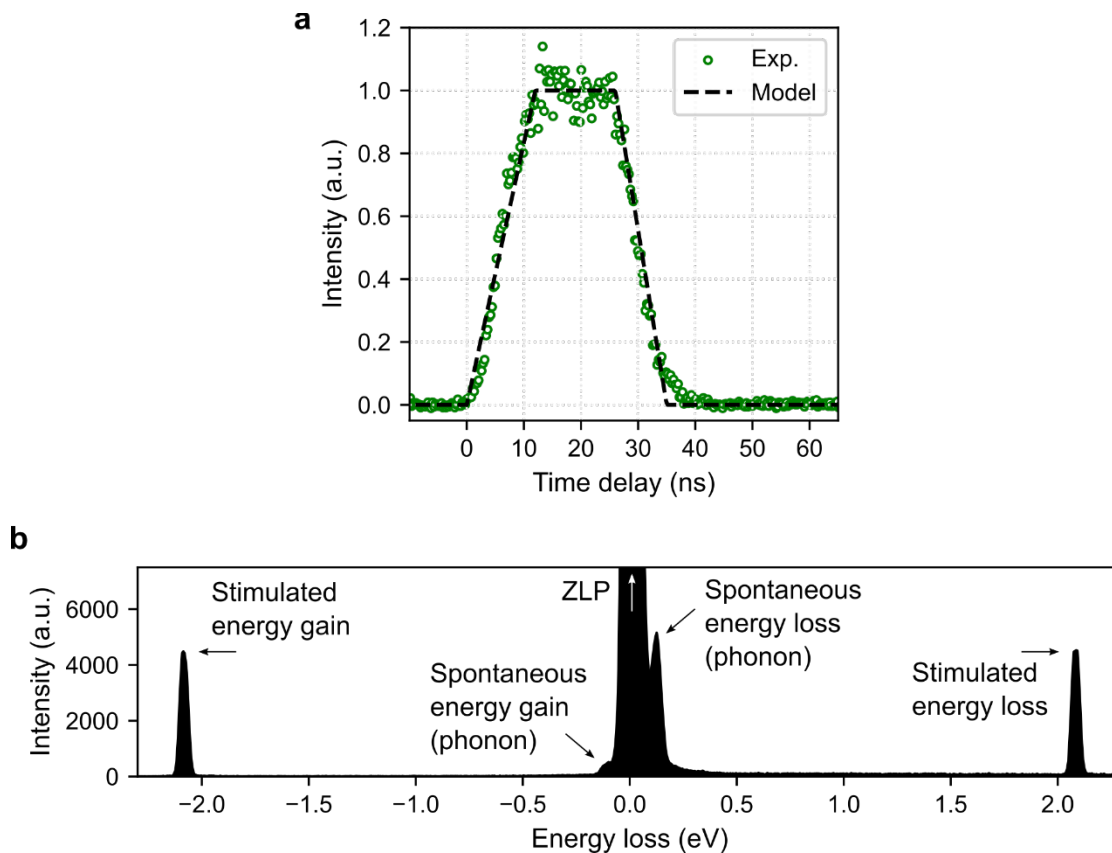 a
1.2
1.0
0.8
0.6
0.4
0.2
0.0
Intensity (a.u.)
Exp.
Model
0 10 20 30 40 50 60
Time delay (ns)
b
6000
4000
2000
0
Intensity (a.u.)
Stimulated
energy gain
Spontaneous
energy gain
(phonon)
ZLP
Spontaneous
energy loss
(phonon)
Stimulated
energy loss
−2.0 −1.5 −1.0 −0.5 0.0 0.5 1.0 1.5 2.0
Energy loss (eV)